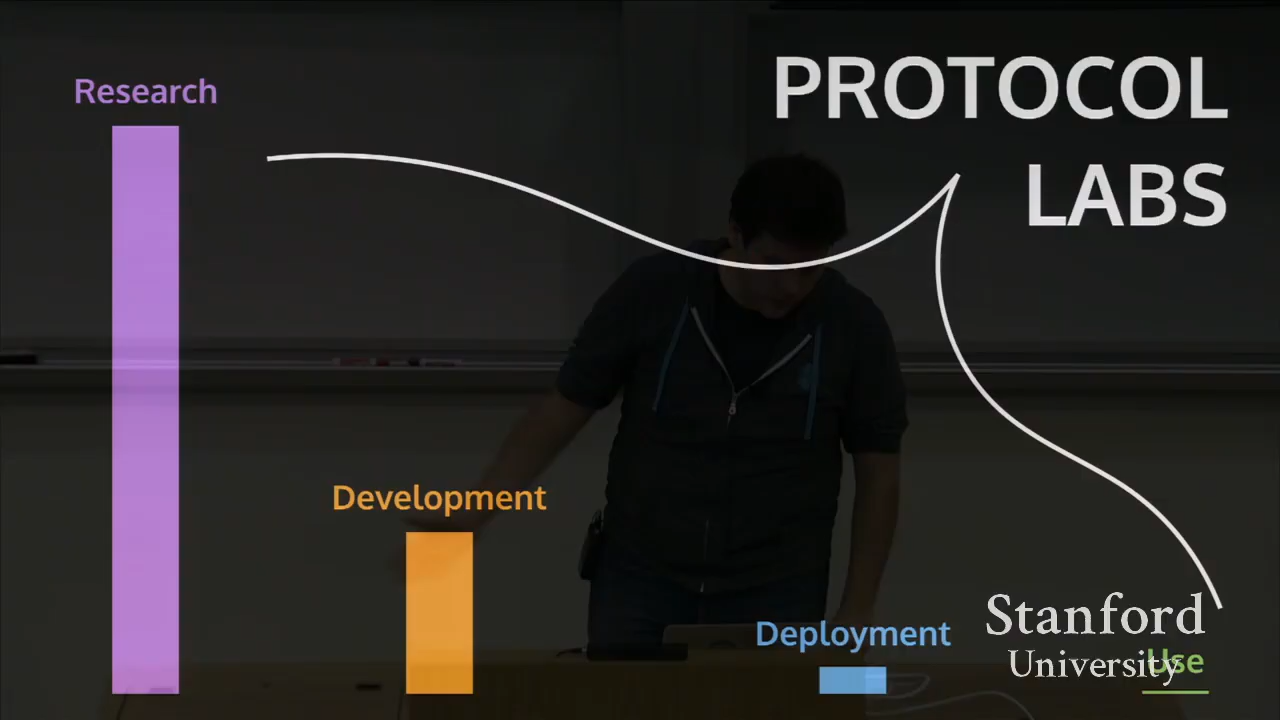 PROTOCOL
LABS
Research
Development
Deployment
Use
Stanford
University